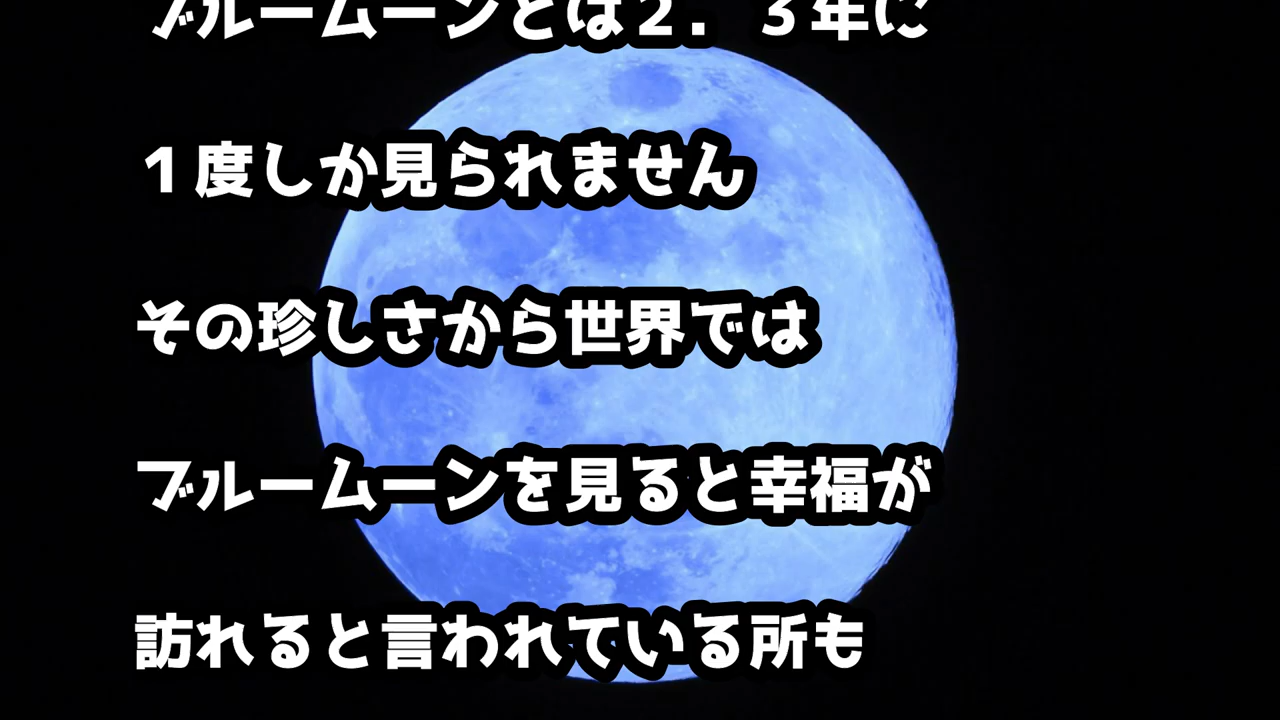 ブルームーンとは２．３年に
１度しか見られません
その珍しさから世界では
ブルームーンを見ると幸福が
訪れると言われている所も